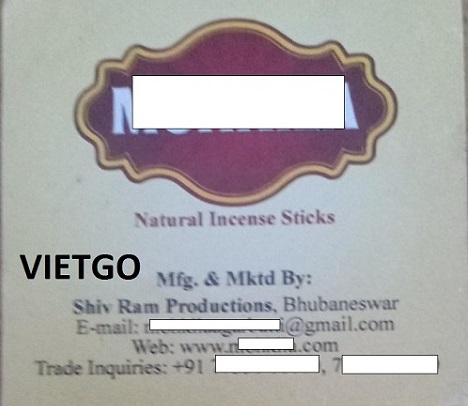 Natural Incense Sticks
VIETGO
Mfg. & Mktd By:
Shiv Ram Productions, Bhubaneswar
E-mail: @gmail.com
Web: www. .com
Trade Inquiries: +91 7 , 7